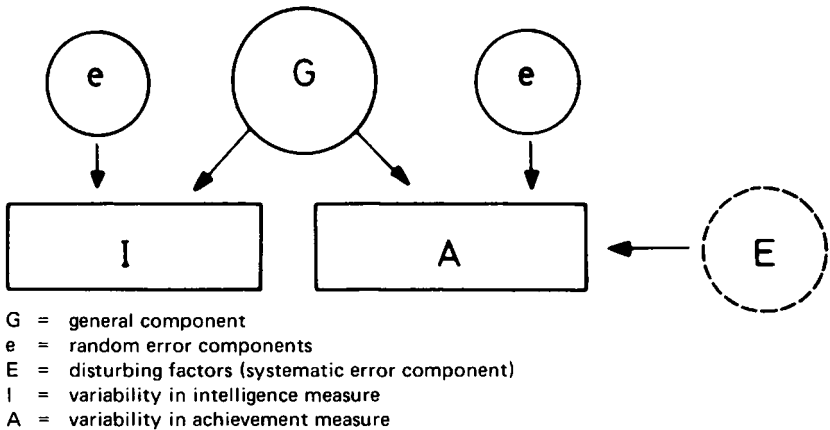 e G e
I A E
G = general component
e = random error components
E = disturbing factors (systematic error component)
I = variability in intelligence measure
A = variability in achievement measure